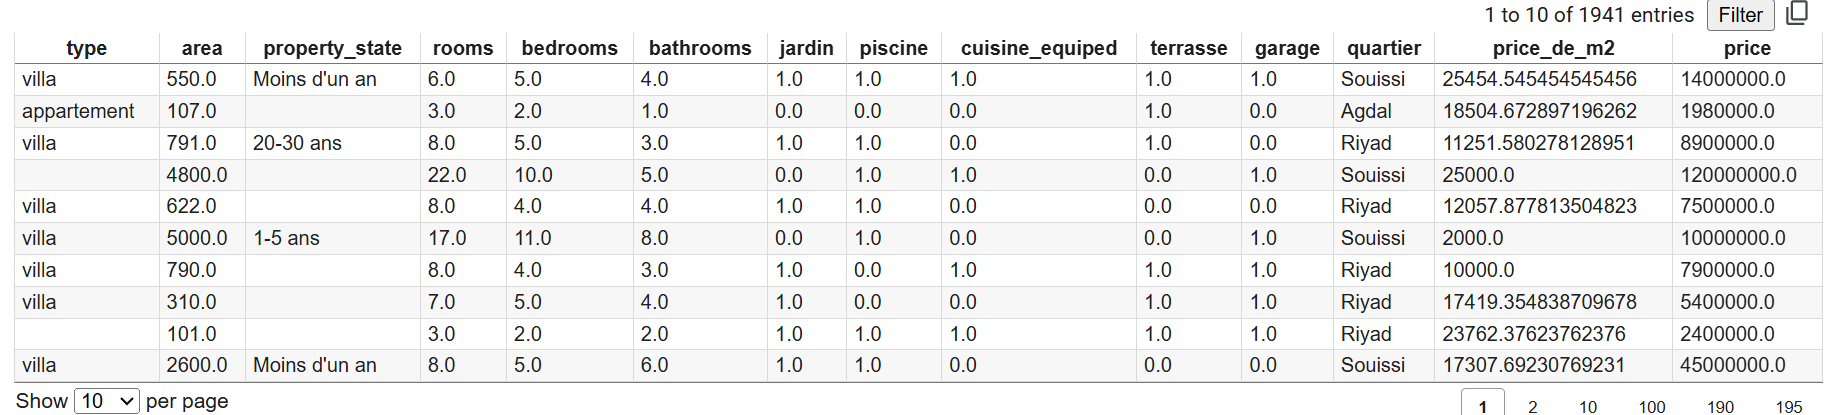 1 to 10 of 1941 entries Filter
type area property_state rooms bedrooms bathrooms jardin piscine cuisine_equiped terrasse garage quartier price_de_m2 price
villa 550.0 Moins d'un an 6.0 5.0 4.0 1.0 1.0 1.0 1.0 1.0 Souissi 25454.545454545456 14000000.0
appartement 107.0 3.0 2.0 1.0 0.0 0.0 0.0 1.0 0.0 Agdal 18504.672897196262 1980000.0
villa 791.0 20-30 ans 8.0 5.0 3.0 1.0 1.0 0.0 1.0 0.0 Riyad 11251.580278128951 8900000.0
4800.0 22.0 10.0 5.0 0.0 1.0 1.0 0.0 1.0 Souissi 25000.0 120000000.0
villa 622.0 8.0 4.0 4.0 1.0 1.0 0.0 0.0 0.0 Riyad 12057.877813504823 7500000.0
villa 5000.0 1-5 ans 17.0 11.0 8.0 0.0 1.0 0.0 0.0 1.0 Souissi 2000.0 10000000.0
villa 790.0 8.0 4.0 3.0 1.0 0.0 1.0 1.0 1.0 Riyad 10000.0 7900000.0
villa 310.0 7.0 5.0 4.0 1.0 0.0 0.0 1.0 1.0 Riyad 17419.354838709678 5400000.0
101.0 3.0 2.0 2.0 1.0 1.0 1.0 1.0 1.0 Riyad 23762.37623762376 2400000.0
villa 2600.0 Moins d'un an 8.0 5.0 6.0 1.0 1.0 0.0 0.0 0.0 Souissi 17307.69230769231 45000000.0
Show 10 per page 1 2 10 100 190 195